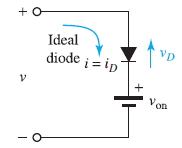 +
Ideal
diode i = i_D
v_D
v
+
V_on
−